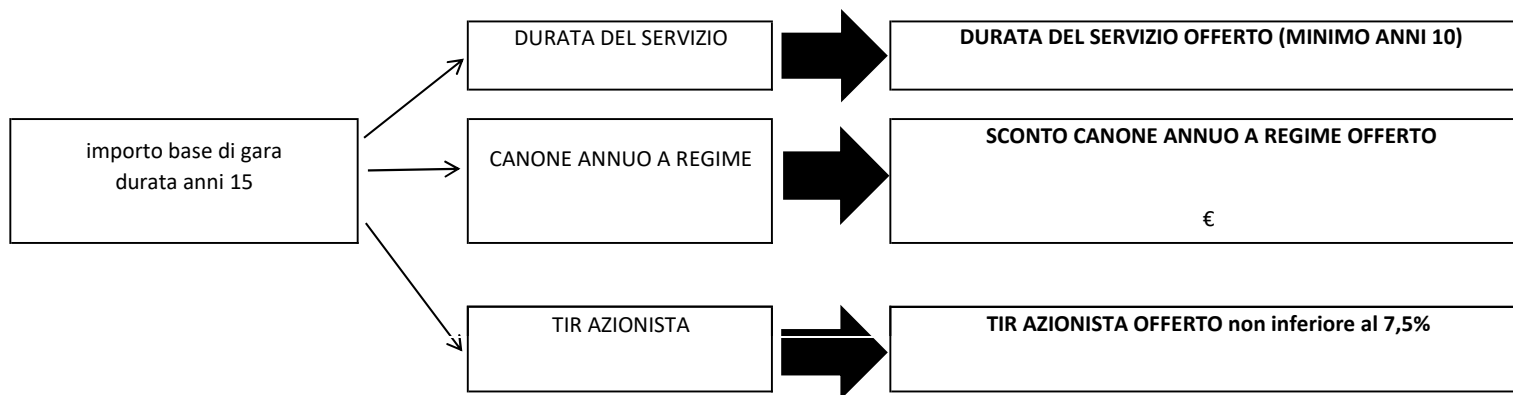 DURATA DEL SERVIZIO
DURATA DEL SERVIZIO OFFERTO (MINIMO ANNI 10)
importo base di gara
durata anni 15
CANONE ANNUO A REGIME
SCONTO CANONE ANNUO A REGIME OFFERTO
€
TIR AZIONISTA
TIR AZIONISTA OFFERTO non inferiore al 7,5%